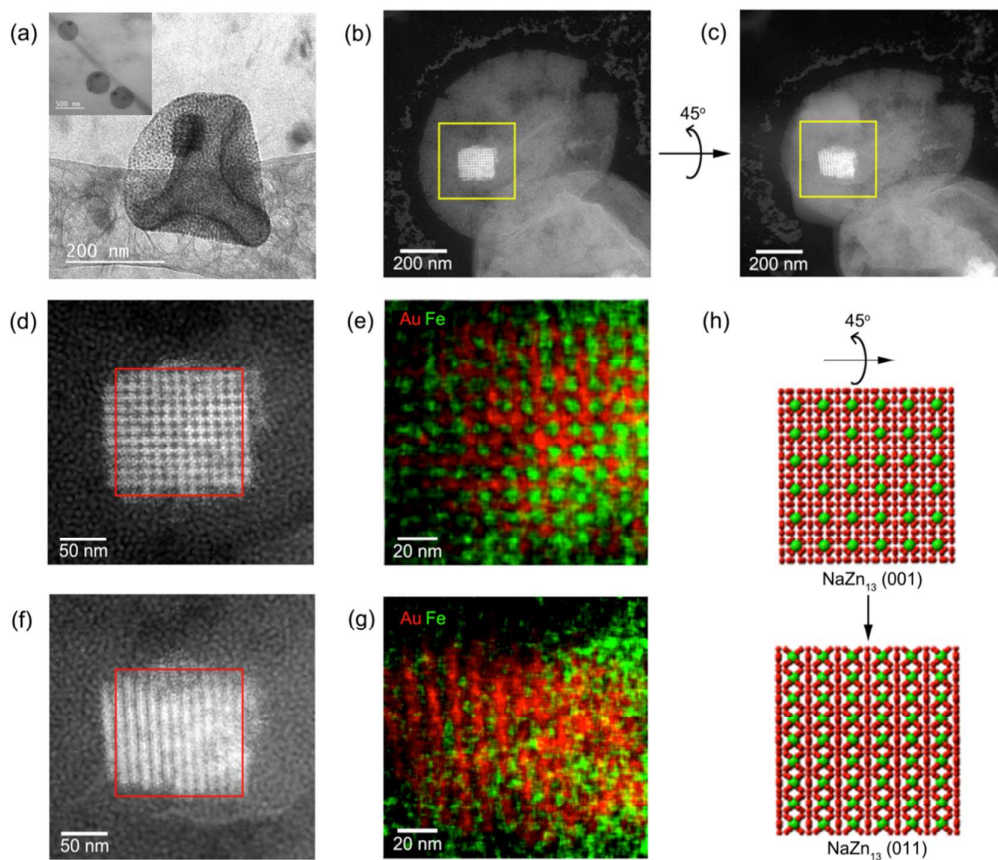 (a)
500 nm
200 nm
(b)
200 nm
45°
(c)
200 nm
(d)
50 nm
(e)
Au Fe
20 nm
(h)
45°
NaZn13 (001)
NaZn13 (011)
(f)
50 nm
(g)
Au Fe
20 nm